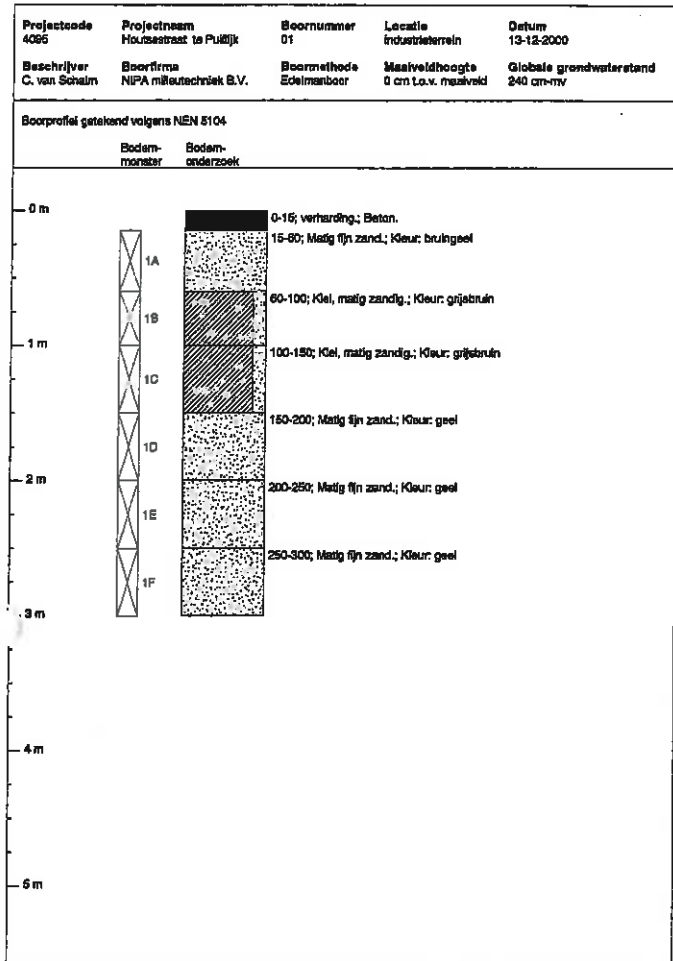 Projectcode Projectnaam Boornummer Locatie Datum
4095 Houtsestraat te Puiflijk 01 Industrieterrein 13-12-2000
Beschrijver Boorfirma Boormethode Maaiveldhoogte Globale grondwaterstand
C. van Schaim NIPA milieutechniek B.V. Edelmanboor 0 cm t.o.v. maaiveld 240 cm-mv
Boorprofiel getekend volgens NEN 5104
Bodem- Bodem-
monster onderzoek
0 m
0-15; verharding.; Beton.
15-60; Matig fijn zand.; Kleur: bruingeel
1A
60-100; Klei, matig zandig.; Kleur: grijsbruin
1B
1 m
100-150; Klei, matig zandig.; Kleur: grijsbruin
1C
150-200; Matig fijn zand.; Kleur: geel
1D
2 m
200-250; Matig fijn zand.; Kleur: geel
1E
250-300; Matig fijn zand.; Kleur: geel
1F
3 m
4 m
5 m